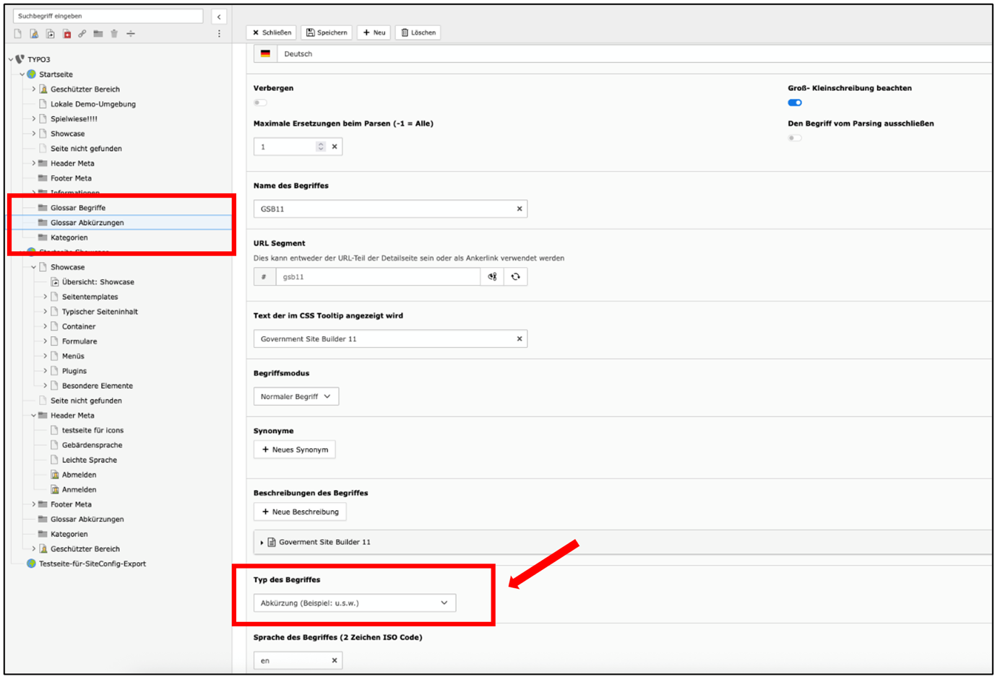 Suchbegriff eingeben
TYPO3
Startseite
Geschützter Bereich
Lokale Demo-Umgebung
Spielwiese!!!!
Showcase
Seite nicht gefunden
Header Meta
Footer Meta
Informationen
Glossar Begriffe
Glossar Abkürzungen
Kategorien
Startseite Showcase
Showcase
Übersicht: Showcase
Seitentemplates
Typischer Seiteninhalt
Container
Formulare
Menüs
Plugins
Besondere Elemente
Seite nicht gefunden
Header Meta
testseite für icons
Gebärdensprache
Leichte Sprache
Abmelden
Anmelden
Footer Meta
Glossar Abkürzungen
Kategorien
Geschützter Bereich
Testseite-für-SiteConfig-Export
Schließen Speichern Neu Löschen
Deutsch
Verbergen
Groß- Kleinschreibung beachten
Maximale Ersetzungen beim Parsen (-1 = Alle)
Den Begriff vom Parsing ausschließen
1
Name des Begriffes
GSB11
URL Segment
Dies kann entweder der URL-Teil der Detailseite sein oder als Ankerlink verwendet werden
# gsb11
Text der im CSS Tooltip angezeigt wird
Government Site Builder 11
Begriffsmodus
Normaler Begriff
Synonyme
+ Neues Synonym
Beschreibungen des Begriffes
+ Neue Beschreibung
Goverment Site Builder 11
Typ des Begriffes
Abkürzung (Beispiel: u.s.w.)
Sprache des Begriffes (2 Zeichen ISO Code)
en